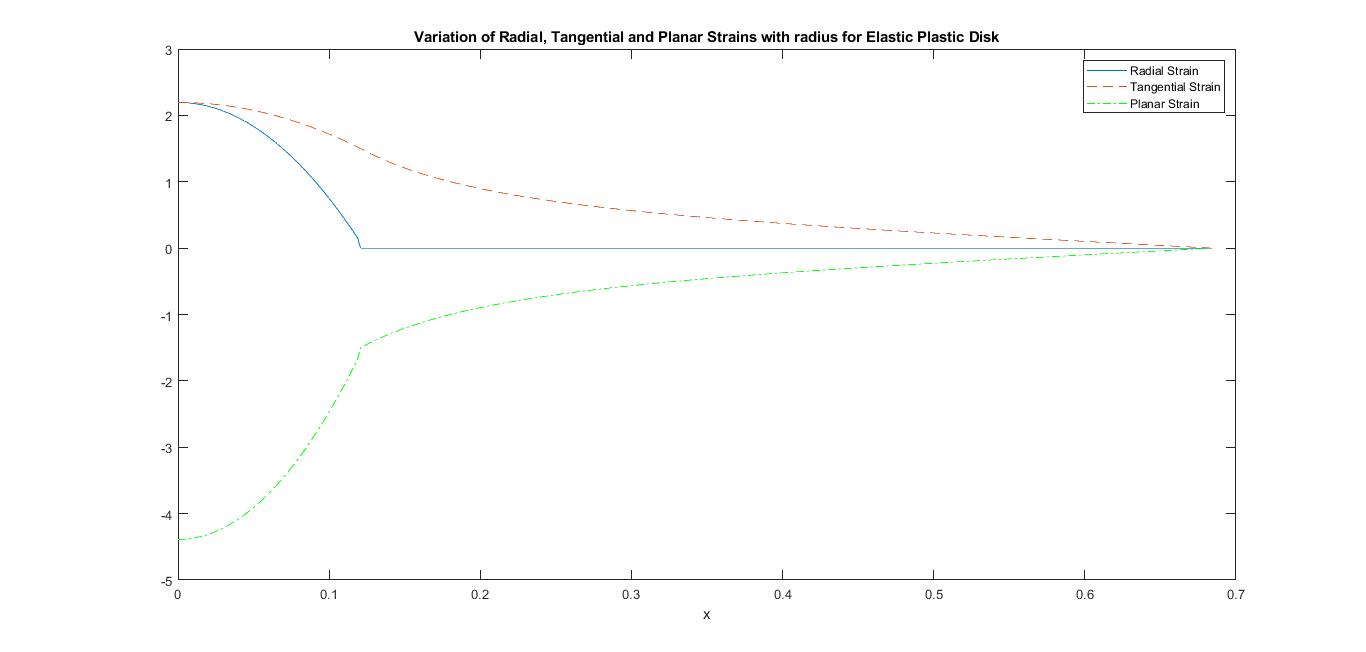 Variation of Radial, Tangential and Planar Strains with radius for Elastic Plastic Disk
3
2
1
0
-1
-2
-3
-4
-5
Radial Strain
Tangential Strain
Planar Strain
0 0.1 0.2 0.3 0.4 0.5 0.6 0.7
x